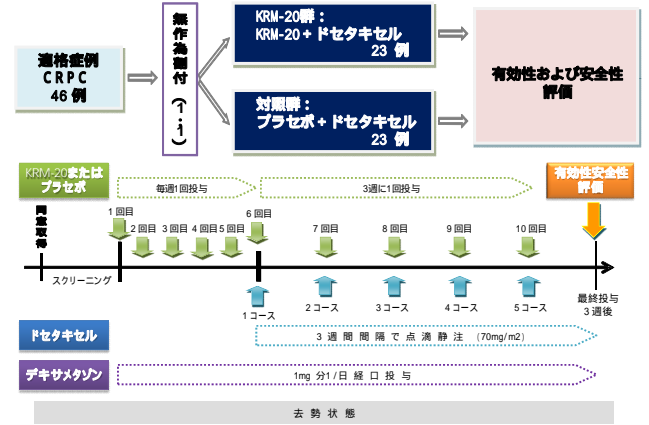 適格症例
CRPC
46 例
無作為割付（1：1）
KRM-20群：
KRM-20＋ドセタキセル
23 例
対照群：
プラセボ＋ドセタキセル
23 例
有効性および安全性
評価
KRM-20または
プラセボ
毎週1回投与
3週に1回投与
有効性安全性
評価
同意取得
1 回目
2 回目
3 回目
4 回目
5 回目
6 回目
7 回目
8 回目
9 回目
10 回目
スクリーニング
1 コース
2 コース
3 コース
4 コース
5 コース
最終投与
3 週後
ドセタキセル
3 週間間隔で点滴静注 (70mg/m2)
デキサメタゾン
1mg 分1/日経口投与
去勢状態